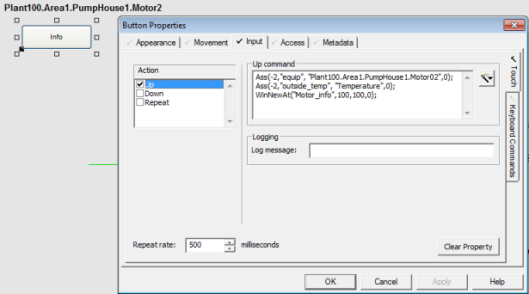 Plant100.Area1.PumpHouse1.Motor2
Info
Button Properties
Appearance
Movement
Input
Access
Metadata
Action
Up
Down
Repeat
Up command
Ass(-2,"equip", "Plant100.Area1.PumpHouse1.Motor02",0);
Ass(-2,"outside_temp", "Temperature",0);
WinNewAt("Motor_info",100,100,0);
Logging
Log message:
Touch
Keyboard Commands
Repeat rate:
500
miliseconds
Clear Property
OK
Cancel
Apply
Help